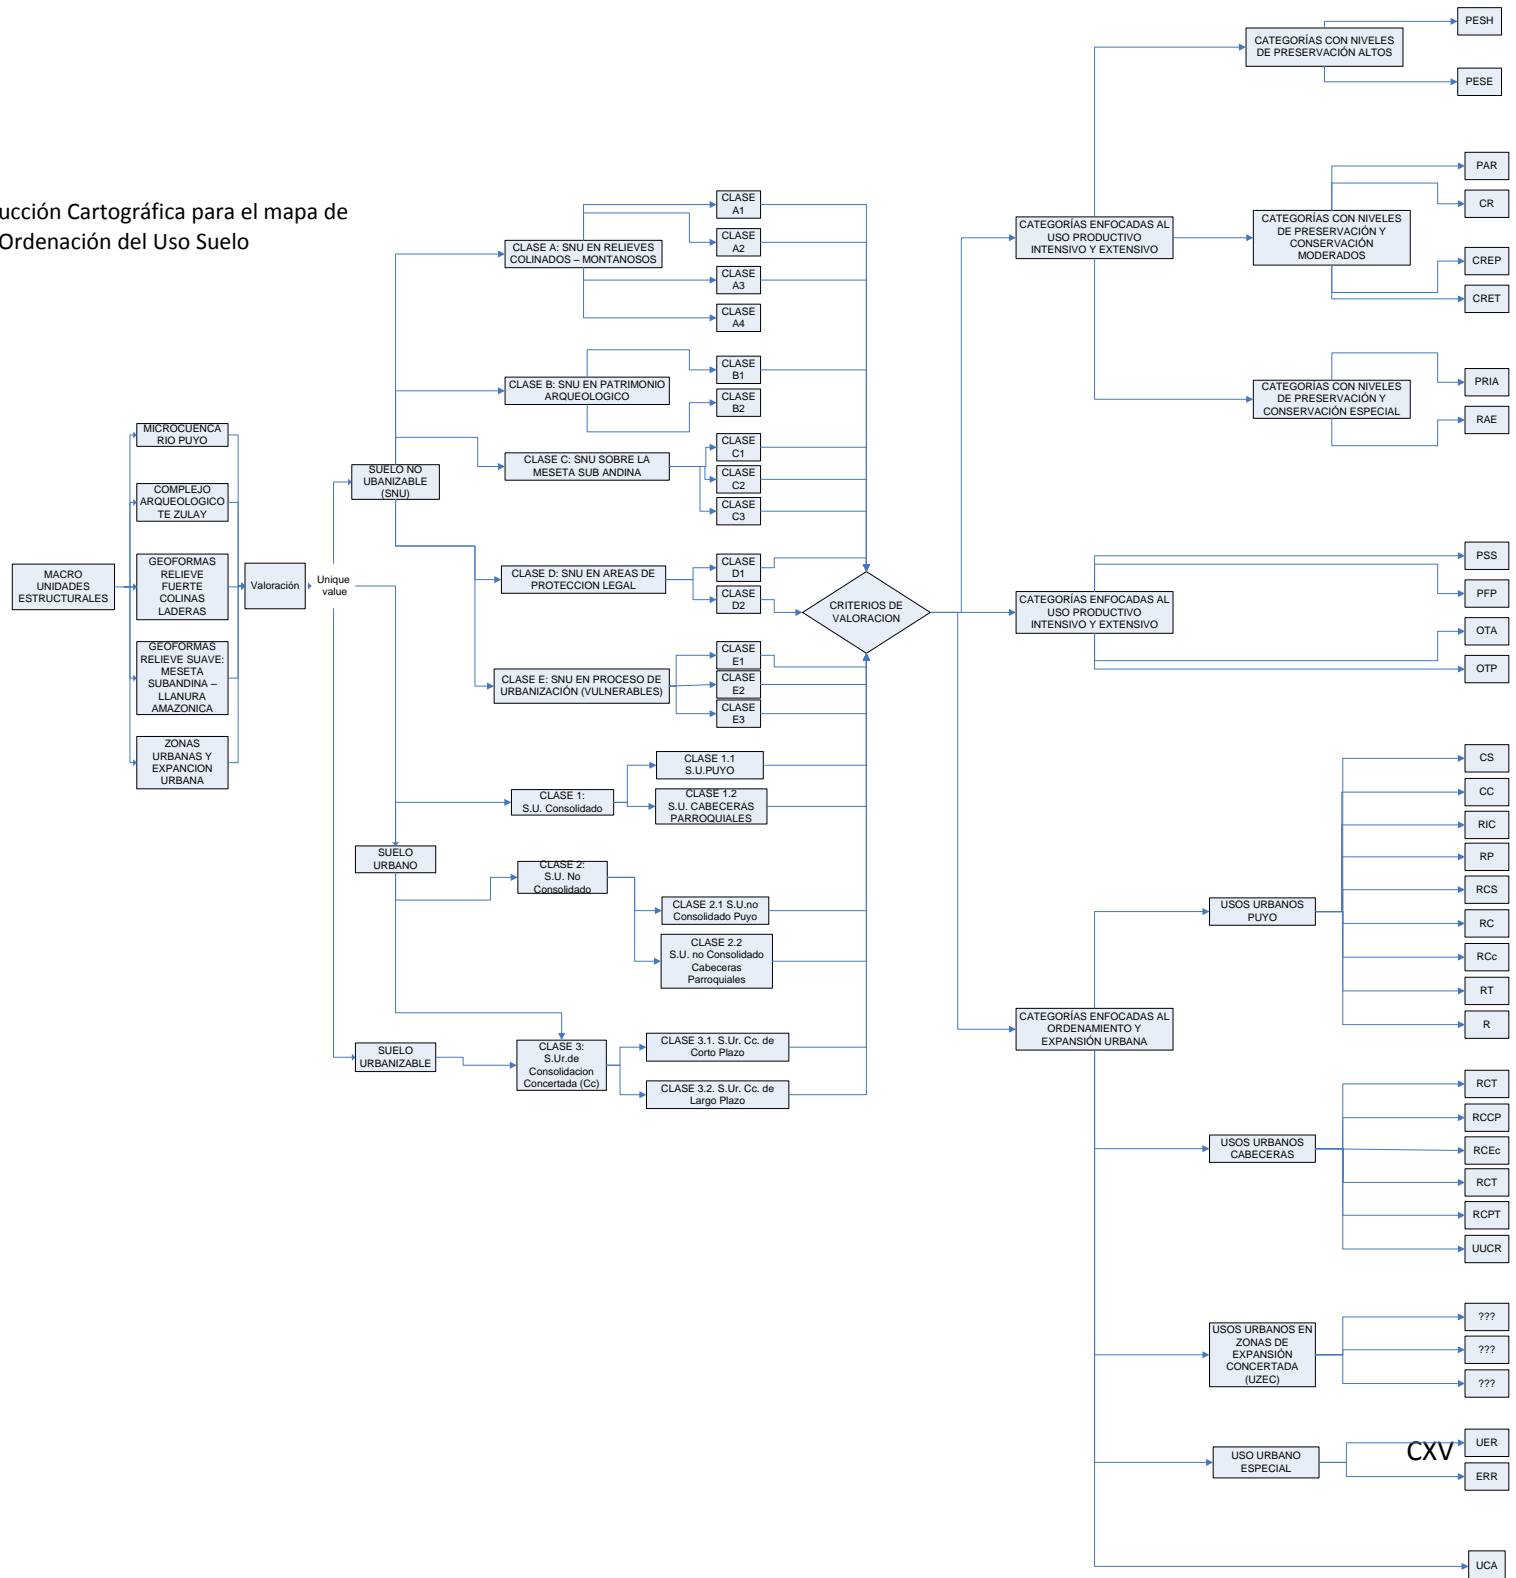 ucción Cartográfica para el mapa de
Ordenación del Uso Suelo
MACRO
UNIDADES
ESTRUCTURALES
MICROCUENCA
RIO PUYO
COMPLEJO
ARQUEOLOGICO
TE ZULAY
GEOFORMAS
RELIEVE
FUERTE
COLINAS
LADERAS
GEOFORMAS
RELIEVE SUAVE:
MESETA
SUBANDINA –
LLANURA
AMAZONICA
ZONAS
URBANAS Y
EXPANCION
URBANA
Valoración
Unique
value
SUELO NO
UBANIZABLE
(SNU)
SUELO
URBANO
SUELO
URBANIZABLE
CLASE A: SNU EN RELIEVES
COLINADOS – MONTANOSOS
CLASE B: SNU EN PATRIMONIO
ARQUEOLOGICO
CLASE C: SNU SOBRE LA
MESETA SUB ANDINA
CLASE D: SNU EN AREAS DE
PROTECCION LEGAL
CLASE E: SNU EN PROCESO DE
URBANIZACIÓN (VULNERABLES)
CLASE 1:
S.U. Consolidado
CLASE 2:
S.U. No
Consolidado
CLASE 3:
S.Ur.de
Consolidacion
Concertada (Cc)
CLASE
A1
CLASE
A2
CLASE
A3
CLASE
A4
CLASE
B1
CLASE
B2
CLASE
C1
CLASE
C2
CLASE
C3
CLASE
D1
CLASE
D2
CLASE
E1
CLASE
E2
CLASE
E3
CLASE 1.1
S.U.PUYO
CLASE 1.2
S.U. CABECERAS
PARROQUIALES
CLASE 2.1 S.U.no
Consolidado Puyo
CLASE 2.2
S.U. no Consolidado
Cabeceras
Parroquiales
CLASE 3.1. S.Ur. Cc. de
Corto Plazo
CLASE 3.2. S.Ur. Cc. de
Largo Plazo
CRITERIOS DE
VALORACION
CATEGORÍAS ENFOCADAS AL
USO PRODUCTIVO
INTENSIVO Y EXTENSIVO
CATEGORÍAS ENFOCADAS AL
USO PRODUCTIVO
INTENSIVO Y EXTENSIVO
CATEGORÍAS ENFOCADAS AL
ORDENAMIENTO Y
EXPANSIÓN URBANA
CATEGORÍAS CON NIVELES
DE PRESERVACIÓN ALTOS
CATEGORÍAS CON NIVELES
DE PRESERVACIÓN Y
CONSERVACIÓN
MODERADOS
CATEGORÍAS CON NIVELES
DE PRESERVACIÓN Y
CONSERVACIÓN ESPECIAL
USOS URBANOS
PUYO
USOS URBANOS
CABECERAS
USOS URBANOS EN
ZONAS DE
EXPANSIÓN
CONCERTADA
(UZEC)
USO URBANO
ESPECIAL
PESH
PESE
PAR
CR
CREP
CRET
PRIA
RAE
PSS
PFP
OTA
OTP
CS
CC
RIC
RP
RCS
RC
RCc
RT
R
RCT
RCCP
RCEc
RCT
RCPT
UUCR
???
???
???
UER
ERR
UCA
CXV